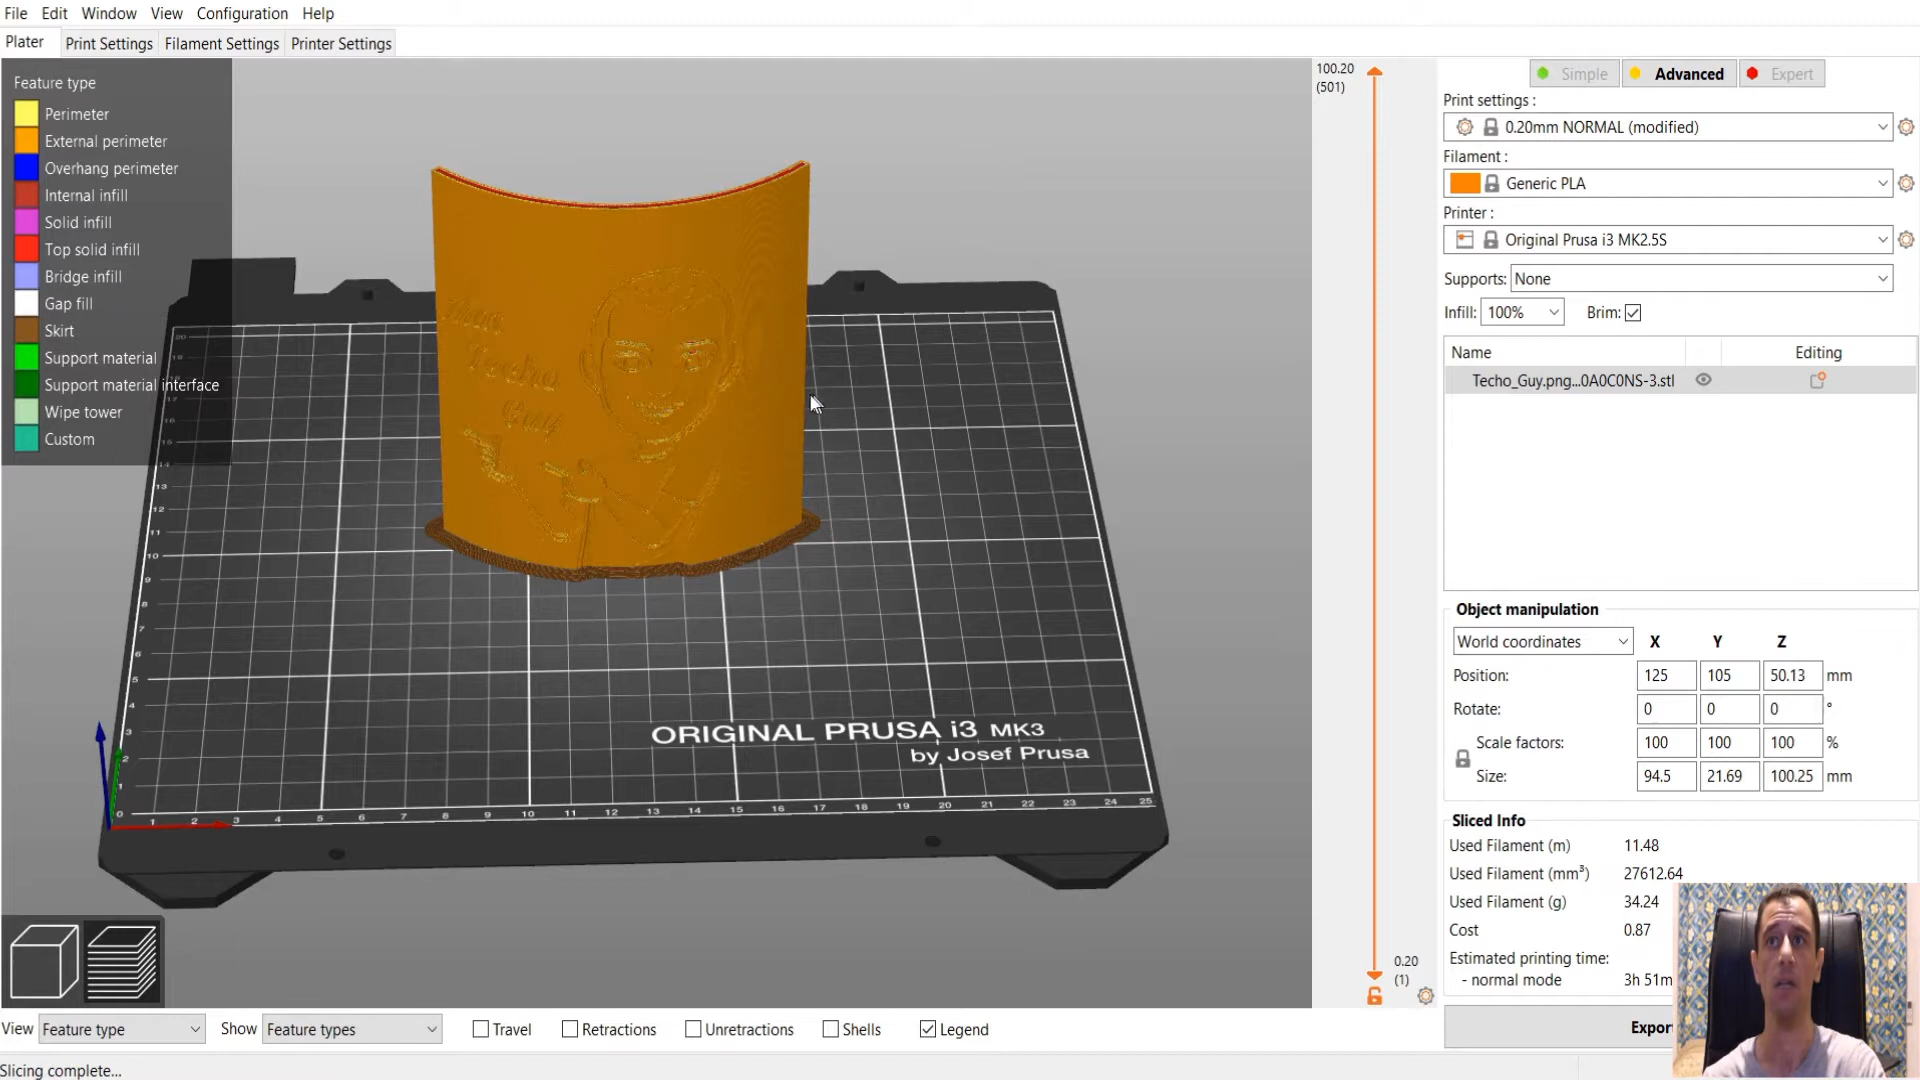 File Edit Window View Configuration Help
Plater Print Settings Filament Settings Printer Settings
Feature type
Perimeter
External perimeter
Overhang perimeter
Internal infill
Solid infill
Top solid infill
Bridge infill
Gap fill
Skirt
Support material
Support material interface
Wipe tower
Custom
Techo
Guy
ORIGINAL PRUSA i3 MK3
by Josef Prusa
100.20
(501)
0.20
(1)
Simple Advanced Expert
Print settings :
0.20mm NORMAL (modified)
Filament :
Generic PLA
Printer :
Original Prusa i3 MK2.5S
Supports: None
Infill: 100% Brim:
Name Editing
Techo_Guy.png...0A0C0NS-3.stl
Object manipulation
World coordinates X Y Z
Position: 125 105 50.13 mm
Rotate: 0 0 0 °
Scale factors: 100 100 100 %
Size: 94.5 21.69 100.25 mm
Sliced Info
Used Filament (m) 11.48
Used Filament (mm³) 27612.64
Used Filament (g) 34.24
Cost 0.87
Estimated printing time:
- normal mode 3h 51m
Export
View Feature type Show Feature types Travel Retractions Unretractions Shells Legend
Slicing complete...